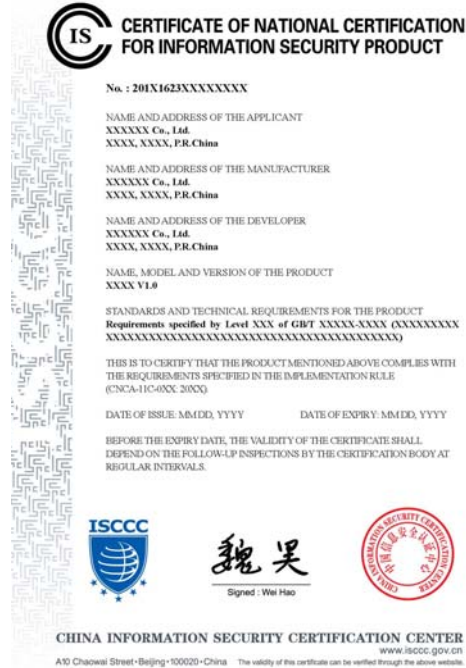 IS
CERTIFICATE OF NATIONAL CERTIFICATION
FOR INFORMATION SECURITY PRODUCT
No. : 201X1623XXXXXXXX
NAME AND ADDRESS OF THE APPLICANT
XXXXXX Co., Ltd.
XXXX, XXXX, P.R.China
NAME AND ADDRESS OF THE MANUFACTURER
XXXXXX Co., Ltd.
XXXX, XXXX, P.R.China
NAME AND ADDRESS OF THE DEVELOPER
XXXXXX Co., Ltd.
XXXX, XXXX, P.R.China
NAME, MODEL AND VERSION OF THE PRODUCT
XXXX V1.0
STANDARDS AND TECHNICAL REQUIREMENTS FOR THE PRODUCT
Requirements specified by Level XXX of GB/T XXXXX-XXXX (XXXXXXXXX
XXXXXXXXXXXXXXXXXXXXXXXXXXXXXXXXXXXXXXXXX)
THIS IS TO CERTIFY THAT THE PRODUCT MENTIONED ABOVE COMPLIES WITH
THE REQUIREMENTS SPECIFIED IN THE IMPLEMENTATION RULE
(CNCA-11C-0XX: 20XX)
DATE OF ISSUE: MM DD, YYYY DATE OF EXPIRY: MM DD, YYYY
BEFORE THE EXPIRY DATE, THE VALIDITY OF THE CERTIFICATE SHALL
DEPEND ON THE FOLLOW-UP INSPECTIONS BY THE CERTIFICATION BODY AT
REGULAR INTERVALS.
ISCCC
魏昊
Signed : Wei Hao
CHINA INFORMATION SECURITY CERTIFICATION CENTER
中国信息安全认证中心
CHINA INFORMATION SECURITY CERTIFICATION CENTER
www.isccc.gov.cn
A10 Chaowai Street·Beijing·100020·China The validity of this certificate can be verified through the above website.